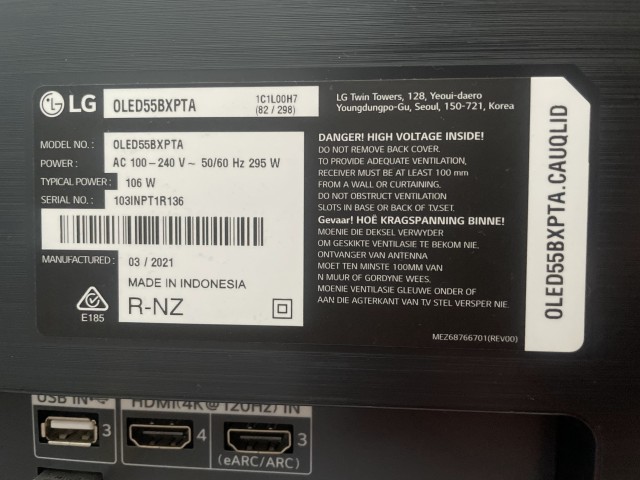 LG OLED55BXPTA 1C1L00H7
(82 / 298)
LG Twin Towers, 128, Yeoui-daero
Youngdungpo-Gu, Seoul, 150-721, Korea
MODEL NO. : OLED55BXPTA
POWER : AC 100-240 V ~ 50/60 Hz 295 W
TYPICAL POWER : 106 W
SERIAL NO. : 103INPT1R136
MANUFACTURED : 03 / 2021
MADE IN INDONESIA
E185
R-NZ
DANGER! HIGH VOLTAGE INSIDE!
DO NOT REMOVE BACK COVER.
TO PROVIDE ADEQUATE VENTILATION,
RECEIVER MUST BE AT LEAST 100 mm
FROM A WALL OR CURTAINING.
DO NOT BLOCK VENTILATION OUTLET
SLOTS IN BASE OR BACK OF T.V.SET.
Gevaar! HOË KRAGSPANNING BINNE!
MOENIE DIE DEKSEL VERWYDER
OM GESKIKTE VENTILASIE TE BEKOM IS.
ONTVANGER VAN ANTENNA
MOET TEN MINSTE 100MM VAN
N MUUR OF GORDYNE WEES.
MOENIE VENTILASIE GLEUWE ONDER OF
AAN DIE AGTERKANT VAN T.V STEL VERSPER NIE.
MEZ68766701(REV00)
OLED55BXPTA.CAUQLID
USB IN
HDMI(4K@120Hz) IN
3
4
3
(eARC/ARC)